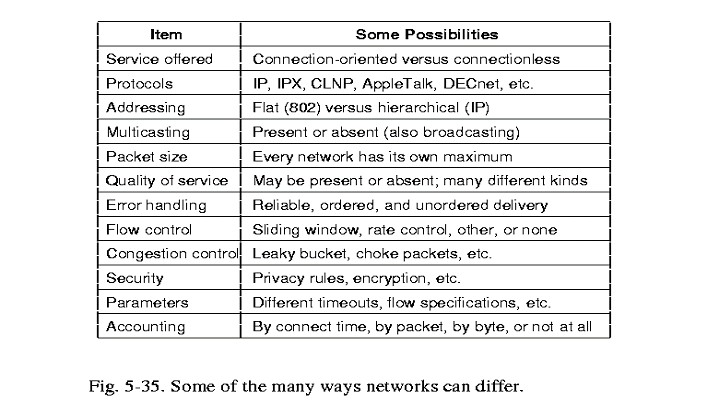 Item Some Possibilities
Service offered Connection-oriented versus connectionless
Protocols IP, IPX, CLNP, AppleTalk, DECnet, etc.
Addressing Flat (802) versus hierarchical (IP)
Multicasting Present or absent (also broadcasting)
Packet size Every network has its own maximum
Quality of service May be present or absent; many different kinds
Error handling Reliable, ordered, and unordered delivery
Flow control Sliding window, rate control, other, or none
Congestion control Leaky bucket, choke packets, etc.
Security Privacy rules, encryption, etc.
Parameters Different timeouts, flow specifications, etc.
Accounting By connect time, by packet, by byte, or not at all
Fig. 5-35. Some of the many ways networks can differ.